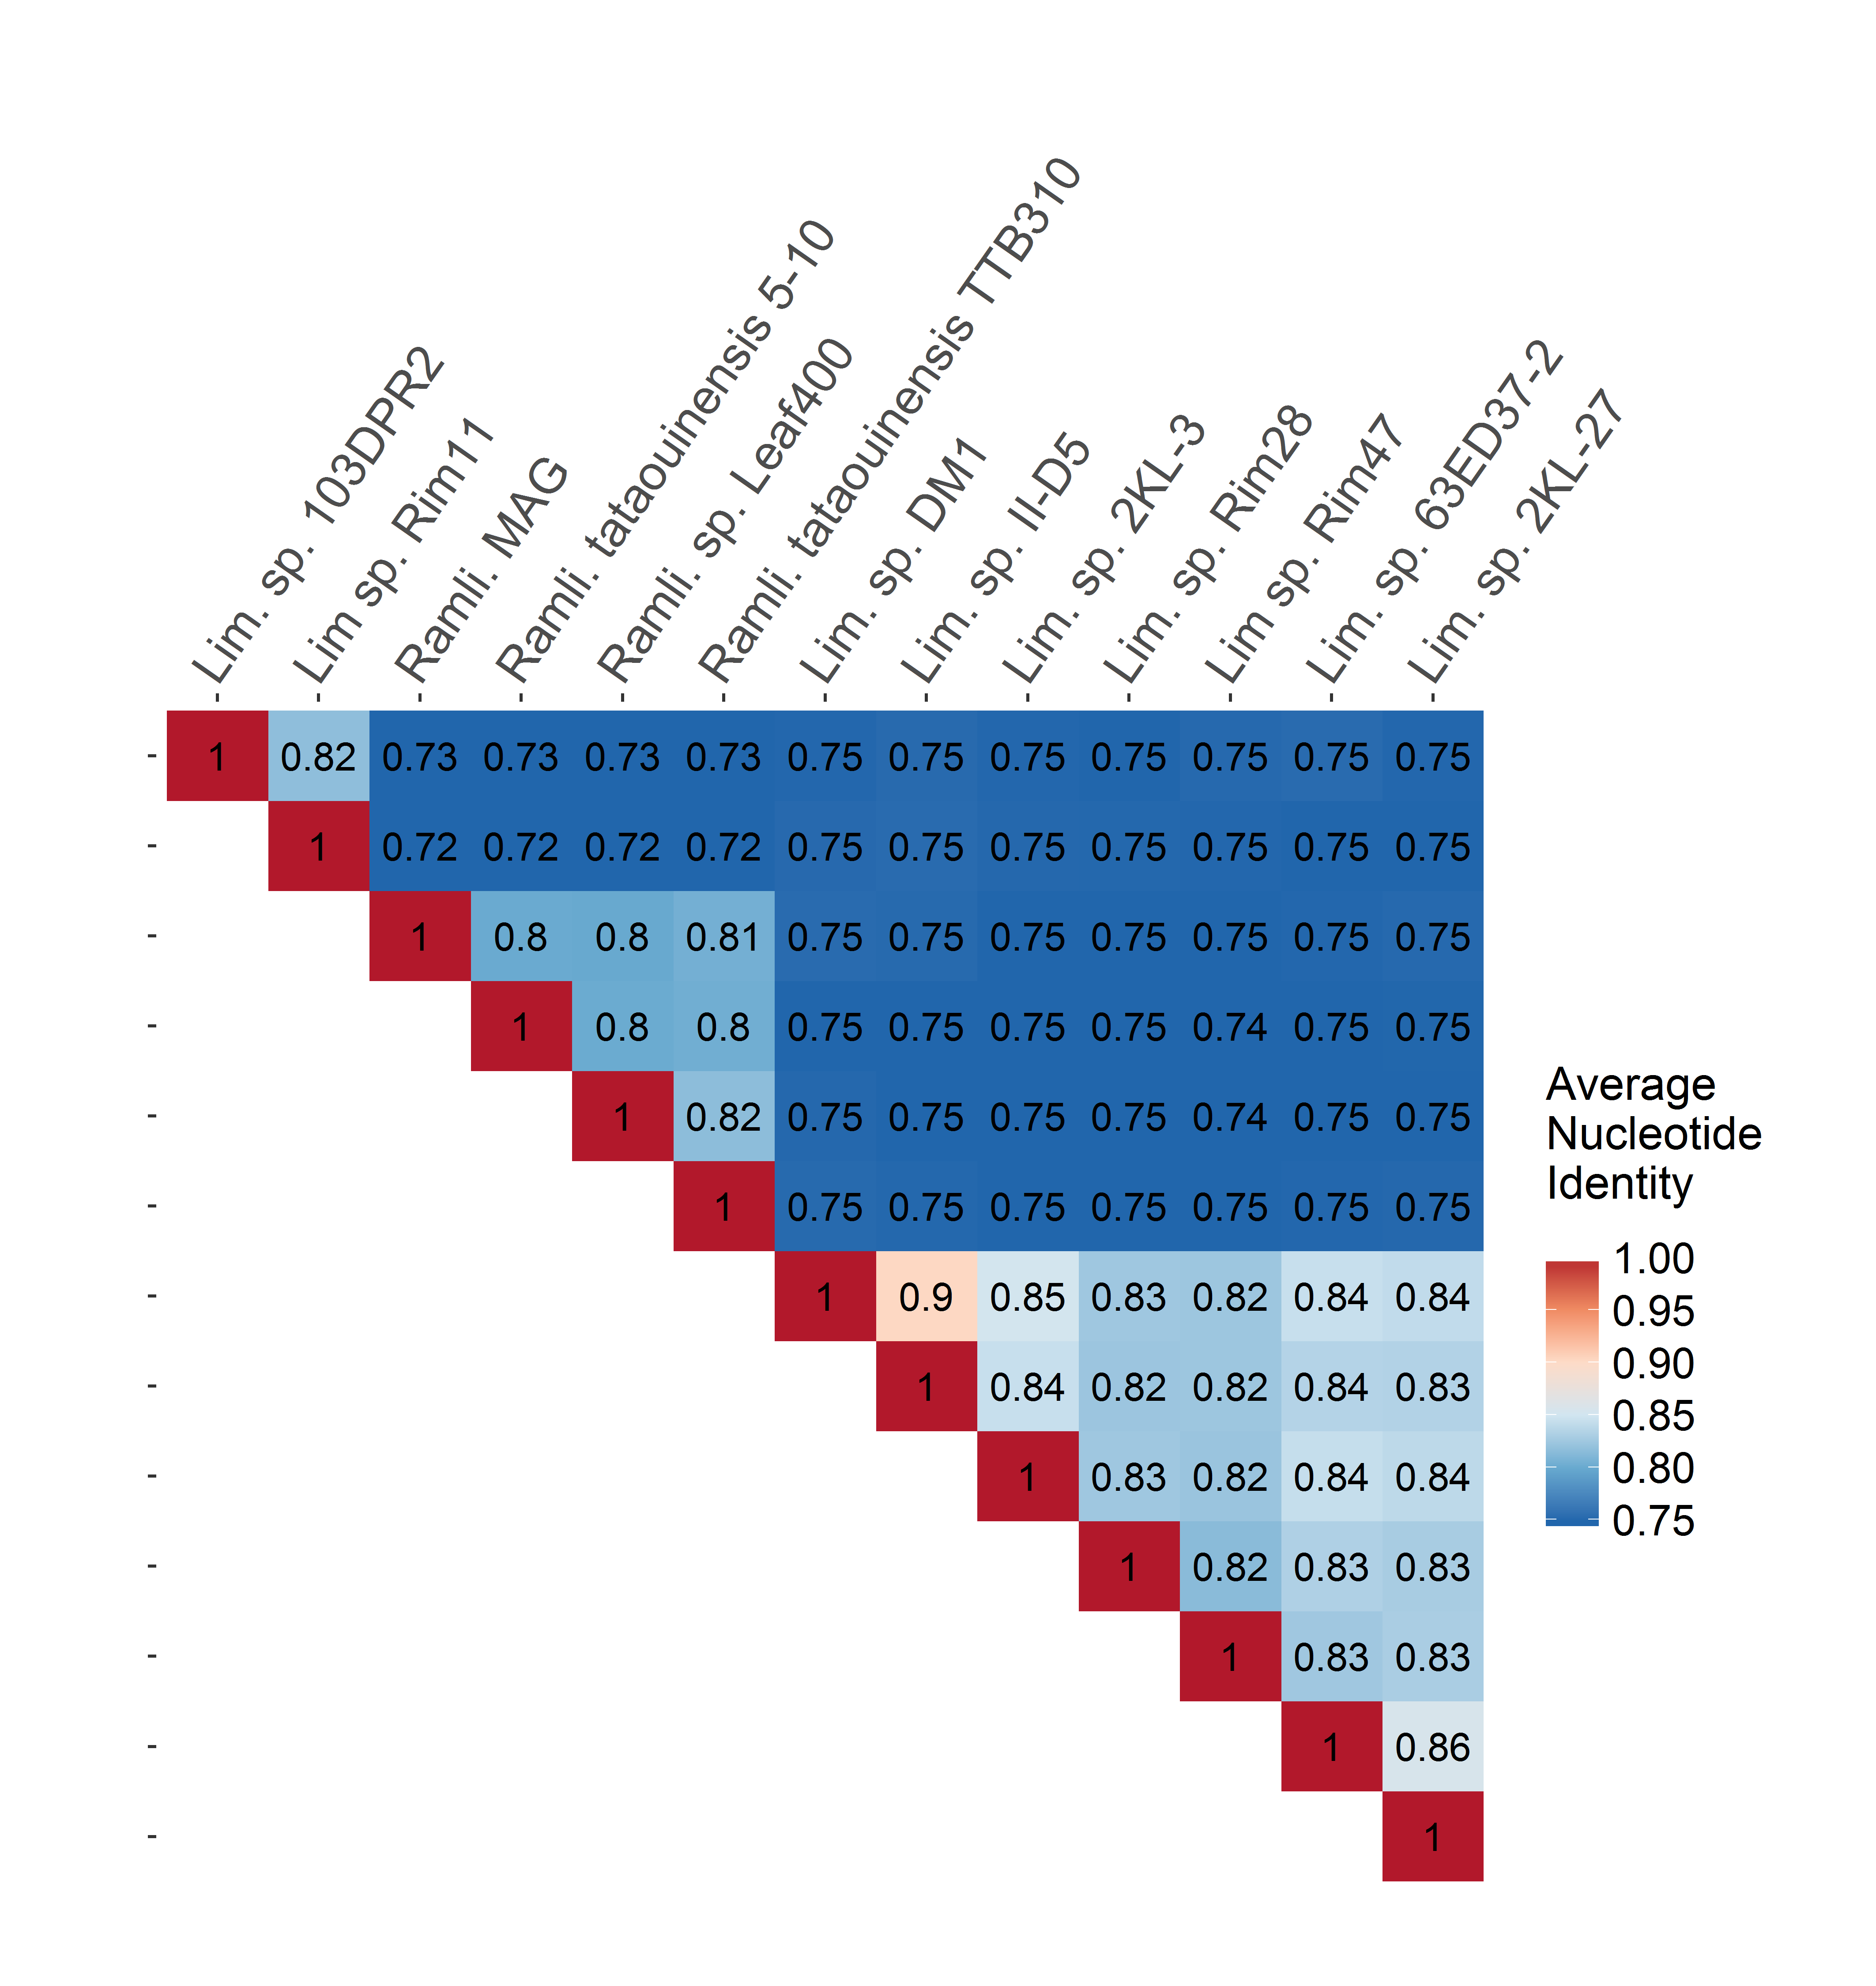 Lim. sp. 103DPR2
Lim sp. Rim11
Ramli. MAG
Ramli. tataouinensis 5-10
Ramli. sp. Leaf400
Ramli. tataouinensis TTB310
Lim. sp. DM1
Lim. sp. II-D5
Lim. sp. 2KL-3
Lim. sp. Rim28
Lim sp. Rim47
Lim. sp. 63ED37-2
Lim. sp. 2KL-27
1 0.82 0.73 0.73 0.73 0.73 0.75 0.75 0.75 0.75 0.75 0.75 0.75
1 0.72 0.72 0.72 0.72 0.75 0.75 0.75 0.75 0.75 0.75 0.75
1 0.8 0.8 0.81 0.75 0.75 0.75 0.75 0.75 0.75 0.75
1 0.8 0.8 0.75 0.75 0.75 0.75 0.74 0.75 0.75
1 0.82 0.75 0.75 0.75 0.75 0.74 0.75 0.75
1 0.75 0.75 0.75 0.75 0.75 0.75 0.75
1 0.9 0.85 0.83 0.82 0.84 0.84
1 0.84 0.82 0.82 0.84 0.83
1 0.83 0.82 0.84 0.84
1 0.82 0.83 0.83
1 0.83 0.83
1 0.86
1
Average
Nucleotide
Identity
1.00
0.95
0.90
0.85
0.80
0.75